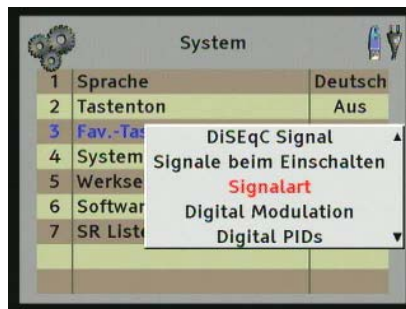 System
1 Sprache Deutsch
2 Tastenton Aus
3 Fav.-Tas
4 System
5 Werkse
6 Softwar
7 SR Liste
DiSEqC Signal
Signale beim Einschalten
Signalart
Digital Modulation
Digital PIDs